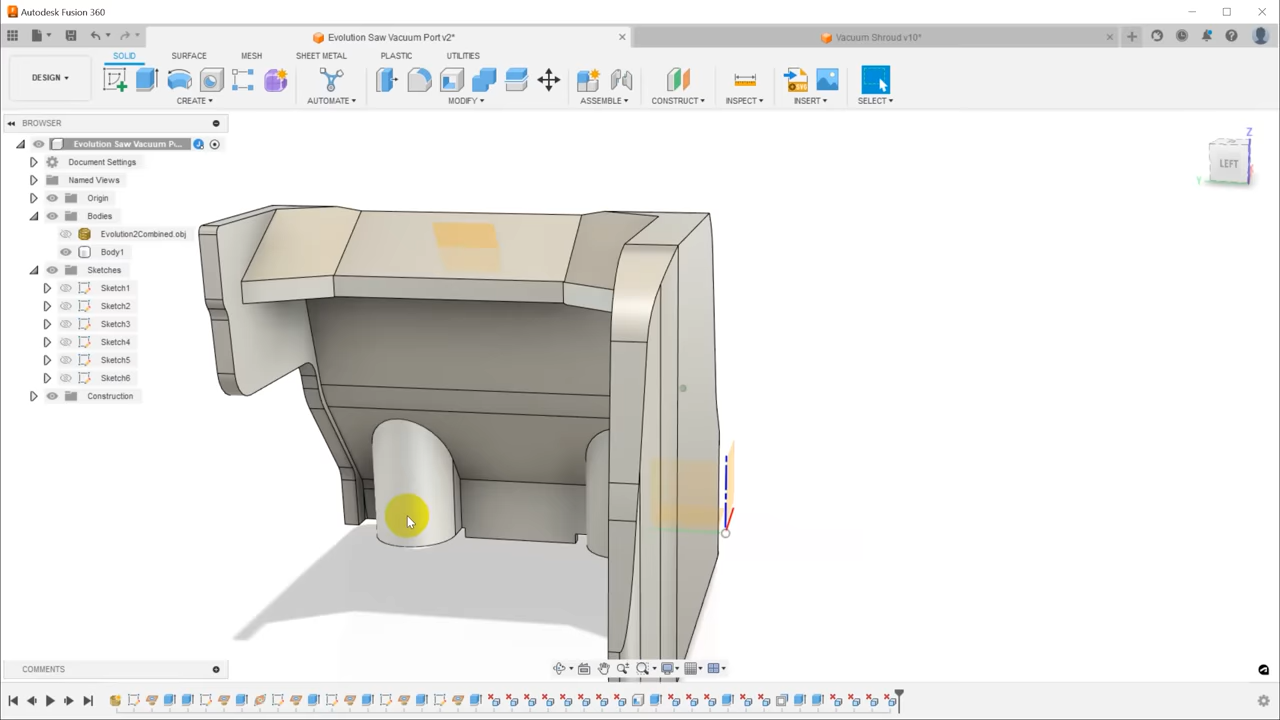 Autodesk Fusion 360
Evolution Saw Vacuum Port v2*
Vacuum Shroud v10*
SOLID
SURFACE
MESH
SHEET METAL
PLASTIC
UTILITIES
DESIGN
CREATE
AUTOMATE
MODIFY
ASSEMBLE
CONSTRUCT
INSPECT
INSERT
SELECT
BROWSER
Evolution Saw Vacuum P...
Document Settings
Named Views
Origin
Bodies
Evolution2Combined.obj
Body1
Sketches
Sketch1
Sketch2
Sketch3
Sketch4
Sketch5
Sketch6
Construction
Z
LEFT
Y
COMMENTS